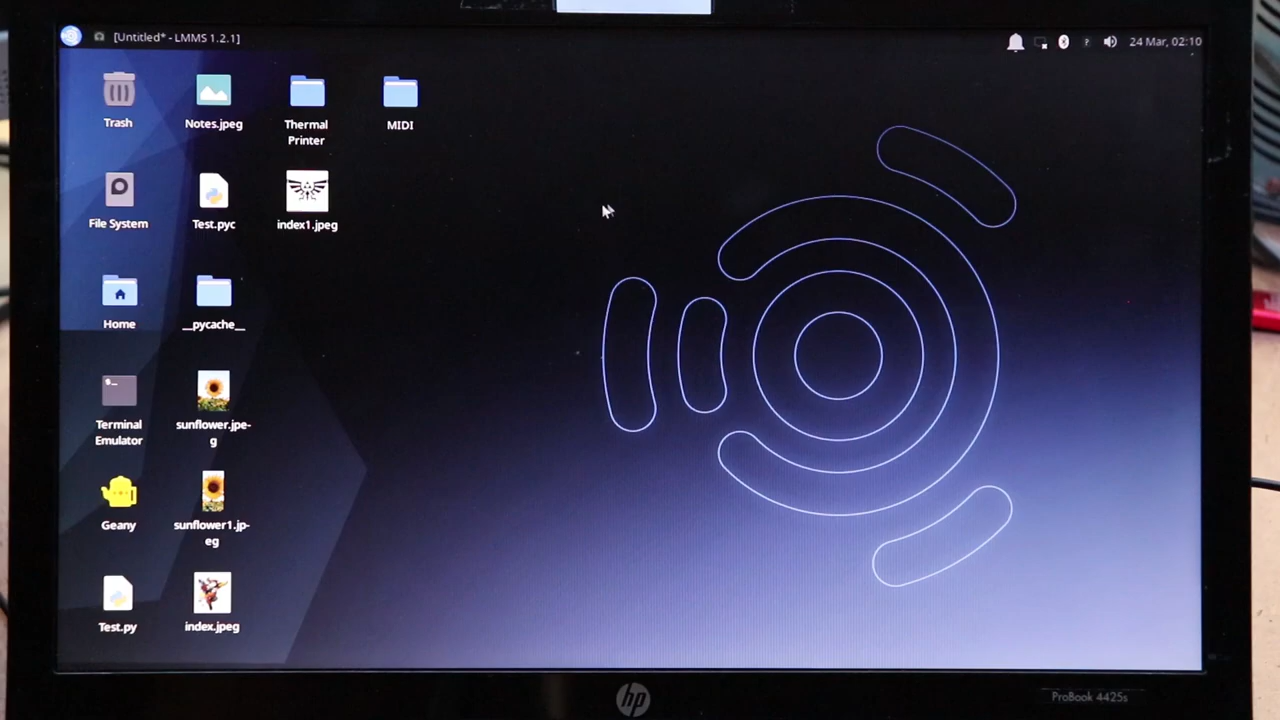 [Untitled* - LMMS 1.2.1]
24 Mar, 02:10
Trash
Notes.jpeg
Thermal
Printer
MIDI
File System
Test.pyc
index1.jpeg
Home
__pycache__
Terminal
Emulator
sunflower.jpe-
g
Geany
sunflower1.jp-
eg
Test.py
index.jpeg
hp
ProBook 4425s